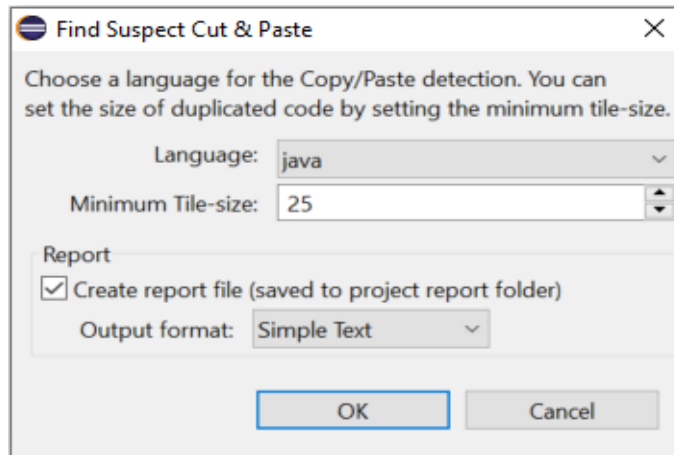 Find Suspect Cut & Paste
Choose a language for the Copy/Paste detection. You can
set the size of duplicated code by setting the minimum tile-size.
Language: java
Minimum Tile-size: 25
Report
Create report file (saved to project report folder)
Output format: Simple Text
OK Cancel